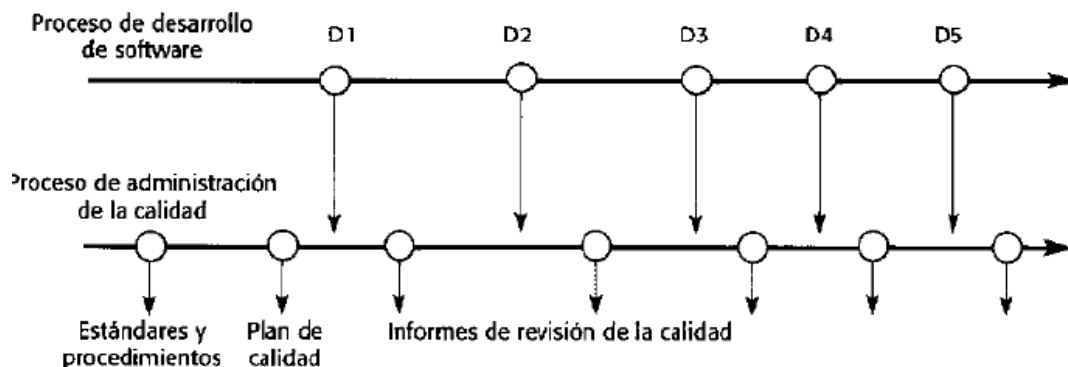 Proceso de desarrollo
de software
D1
D2
D3
D4
D5
Proceso de administración
de la calidad
Estándares y
procedimientos
Plan de
calidad
Informes de revisión de la calidad